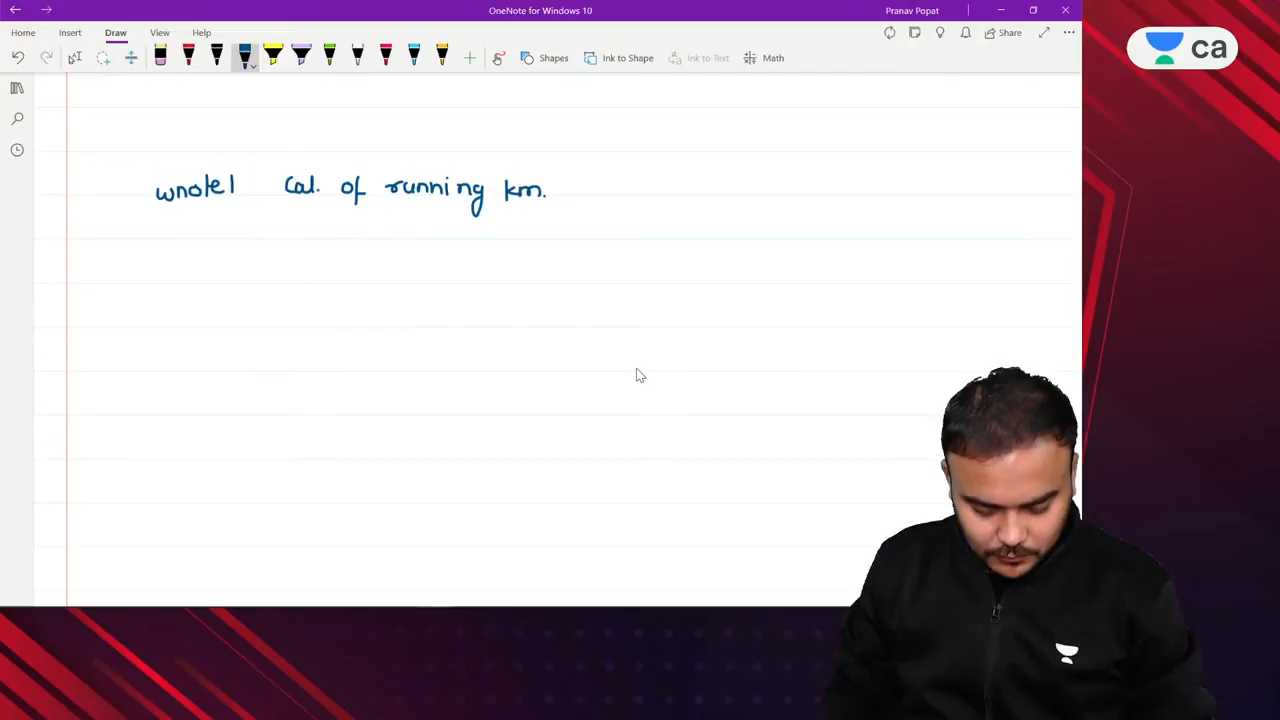 OneNote for Windows 10
Pranav Popat
Home Insert Draw View Help
Share
Shapes Ink to Shape Ink to Text Math
ca
wnote1 Cal. of running km.